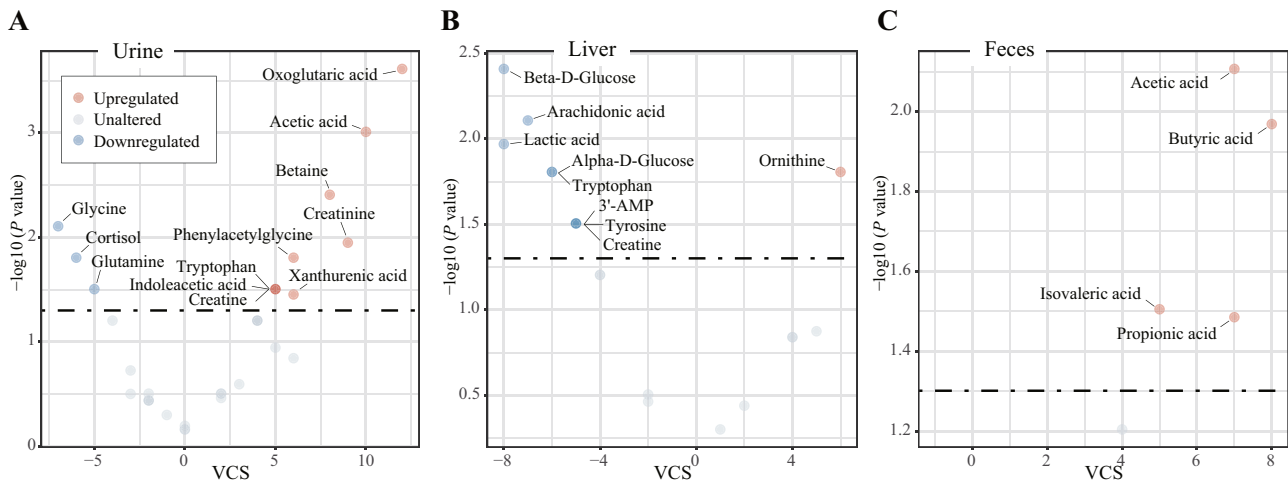 A
Urine
Upregulated
Unaltered
Downregulated
Oxoglutaric acid
Acetic acid
Betaine
Creatinine
Glycine
Cortisol
Glutamine
Phenylacetylglycine
Tryptophan
Indoleacetic acid
Creatine
Xanthurenic acid
3
2
1
0
−log10 (P value)
−5
0
5
10
VCS
B
Liver
Beta-D-Glucose
Arachidonic acid
Lactic acid
Alpha-D-Glucose
Tryptophan
3'-AMP
Tyrosine
Creatine
Ornithine
2.5
2.0
1.5
1.0
0.5
−log10 (P value)
−8
−4
0
4
VCS
C
Feces
Acetic acid
Butyric acid
Isovaleric acid
Propionic acid
2.0
1.8
1.6
1.4
1.2
−log10 (P value)
0
2
4
6
8
VCS